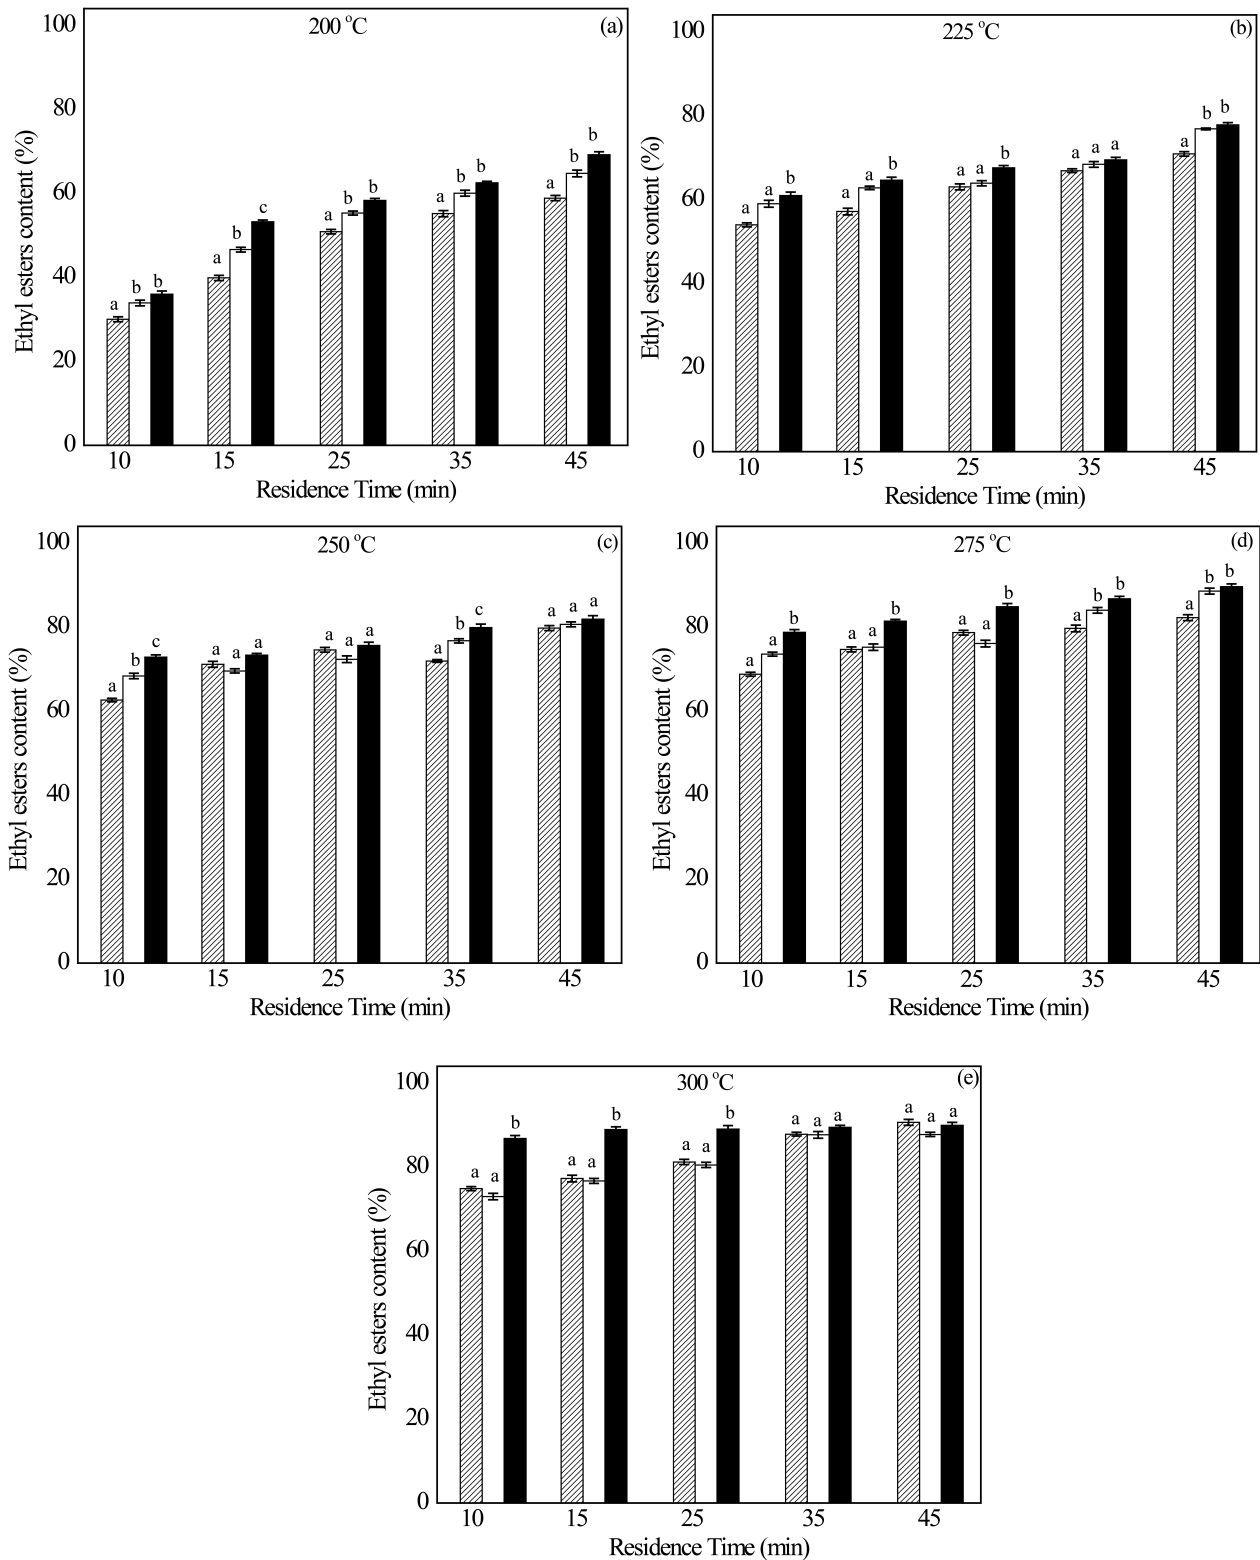 200 °C
(a)
100
80
60
40
20
0
Ethyl esters content (%)
a b b
a b c
a b b
a b b
a b b
10 15 25 35 45
Residence Time (min)
225 °C
(b)
100
80
60
40
20
0
Ethyl esters content (%)
a a b
a a b
a a b
a a a
a b b
10 15 25 35 45
Residence Time (min)
250 °C
(c)
100
80
60
40
20
0
Ethyl esters content (%)
a b c
a a a
a a a
a b c
a a a
10 15 25 35 45
Residence Time (min)
275 °C
(d)
100
80
60
40
20
0
Ethyl esters content (%)
a a b
a a b
a a b
a b b
a b b
10 15 25 35 45
Residence Time (min)
300 °C
(e)
100
80
60
40
20
0
Ethyl esters content (%)
a a b
a a b
a a b
a a a
a a a
10 15 25 35 45
Residence Time (min)